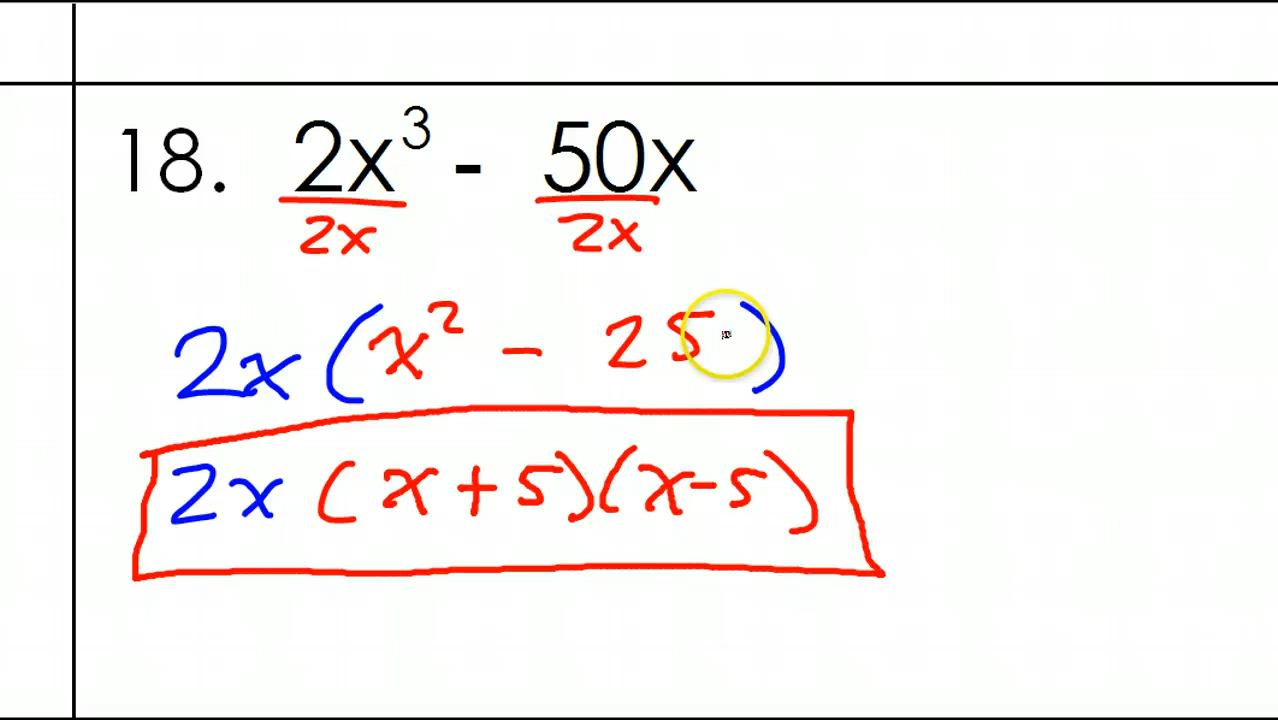 18. 2x³ - 50x
2x 2x
2x(x² - 25)
2x(x+5)(x-5)